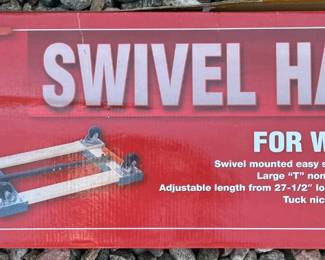 SWIVEL HA
FOR W
Swivel mounted easy s
Large "T" non
Adjustable length from 27-1/2" lo
Tuck nic